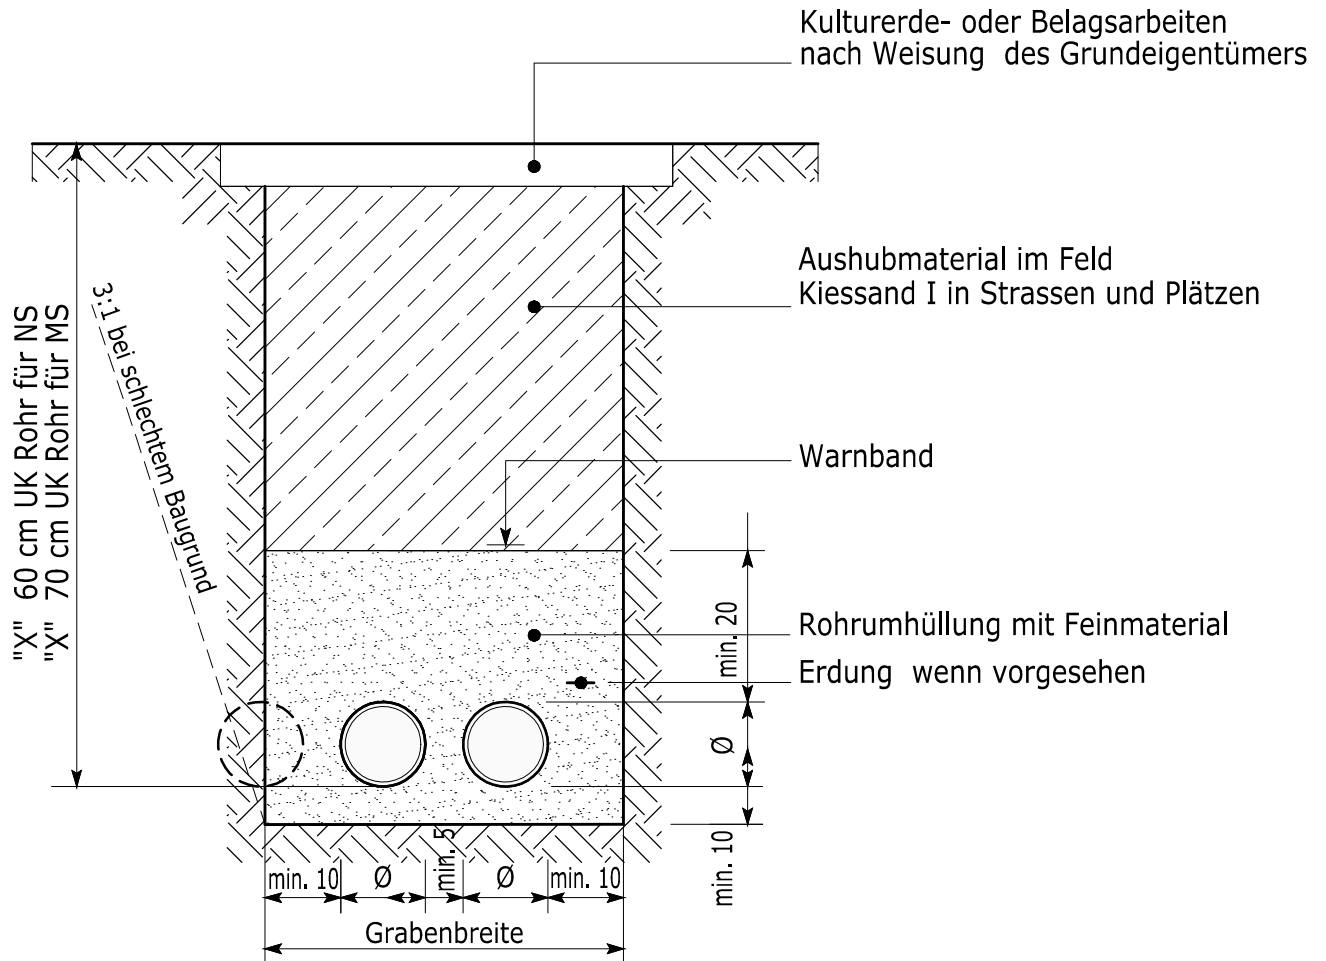 Kulturerde- oder Belagsarbeiten
nach Weisung des Grundeigentümers
Aushubmaterial im Feld
Kiessand I in Strassen und Plätzen
"X" 60 cm UK Rohr für NS
"X" 70 cm UK Rohr für MS
3:1 bei schlechtem Baugrund
Warnband
min. 20
Rohrumhüllung mit Feinmaterial
Erdung wenn vorgesehen
Ø
min. 10
min. 10
Ø
min. 5
Ø
min. 10
Grabenbreite